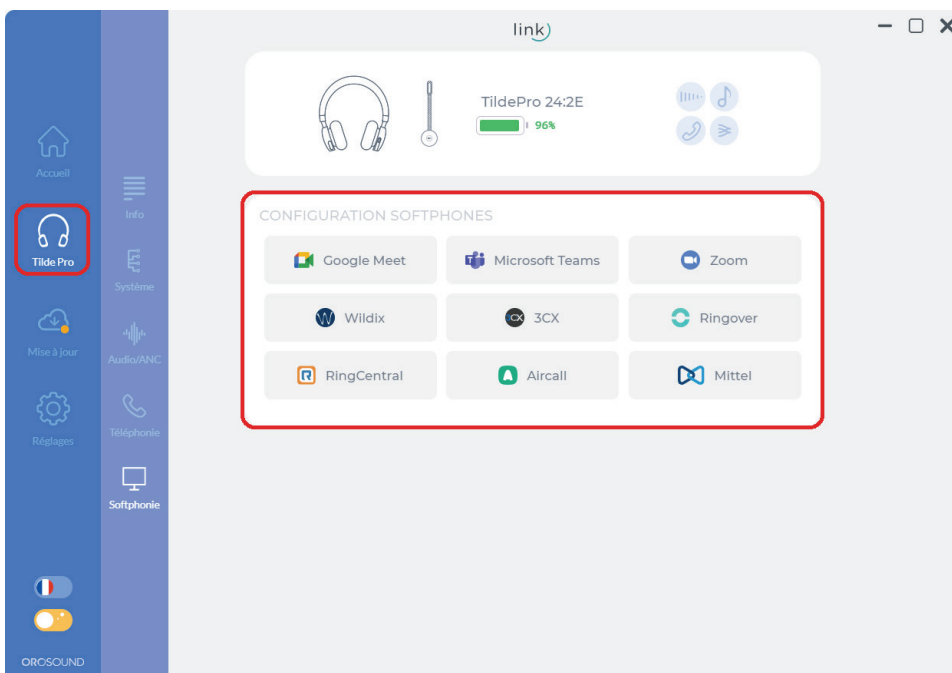 link
TildePro 24:2E
96%
Accueil
Tilde Pro
Mise à jour
Réglages
OROSOUND
Info
Système
Audio/ANC
Téléphonie
Softphonie
CONFIGURATION SOFTPHONES
Google Meet
Microsoft Teams
Zoom
Wildix
3CX
Ringover
RingCentral
Aircall
Mittel